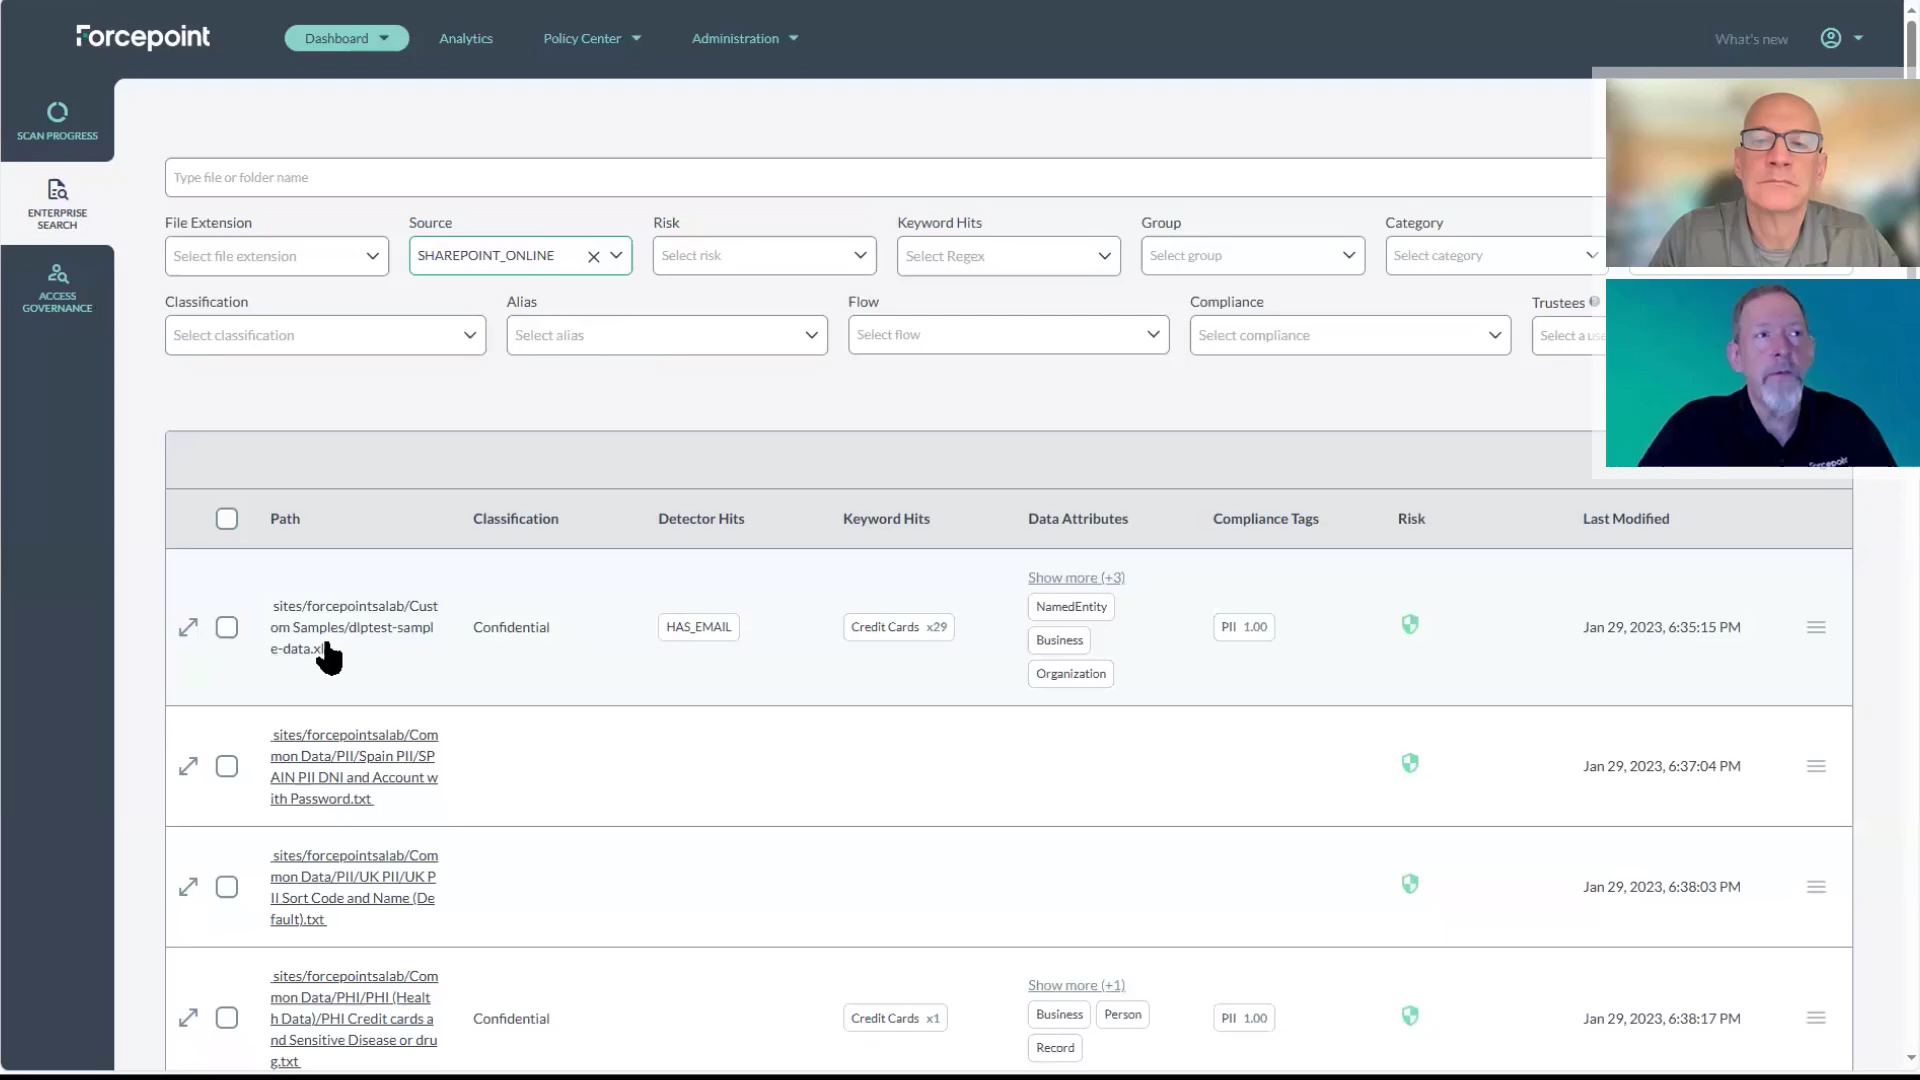 Forcepoint
Dashboard
Analytics
Policy Center
Administration
What's new
SCAN PROGRESS
ENTERPRISE
SEARCH
ACCESS
GOVERNANCE
Type file or folder name
File Extension
Source
Risk
Keyword Hits
Group
Category
Select file extension
SHAREPOINT_ONLINE
Select risk
Select Regex
Select group
Select category
Classification
Alias
Flow
Compliance
Trustees
Select classification
Select alias
Select flow
Select compliance
Select a
Forcepoint
Path
Classification
Detector Hits
Keyword Hits
Data Attributes
Compliance Tags
Risk
Last Modified
sites/forcepointsalab/Cust
om Samples/dlptest-sampl
e-data.xl
Confidential
HAS_EMAIL
Credit Cards x29
Show more (+3)
NamedEntity
Business
Organization
PII 1.00
Jan 29, 2023, 6:35:15 PM
sites/forcepointsalab/Com
mon Data/PII/Spain PII/SP
AIN PII DNI and Account w
ith Password.txt
Jan 29, 2023, 6:37:04 PM
sites/forcepointsalab/Com
mon Data/PII/UK PII/UK P
II Sort Code and Name (De
fault).txt
Jan 29, 2023, 6:38:03 PM
sites/forcepointsalab/Com
mon Data/PHI/PHI (Healt
h Data)/PHI Credit cards a
nd Sensitive Disease or dru
g.txt
Confidential
Credit Cards x1
Show more (+1)
Business
Person
Record
PII 1.00
Jan 29, 2023, 6:38:17 PM